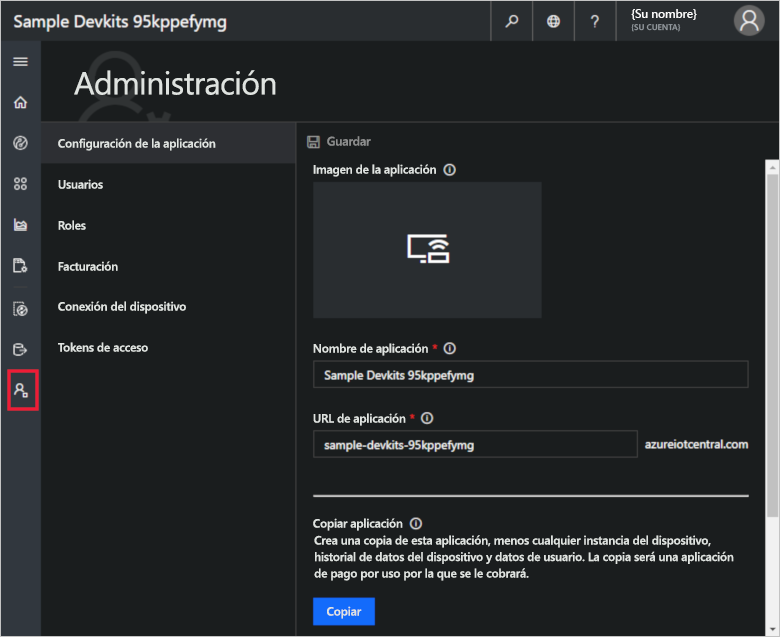 Sample Devkits 95kppefymg
?
{Su nombre}
(SU CUENTA)
Administración
Configuración de la aplicación
Usuarios
Roles
Facturación
Conexión del dispositivo
Tokens de acceso
Guardar
Imagen de la aplicación
Nombre de aplicación *
Sample Devkits 95kppefymg
URL de aplicación *
sample-devkits-95kppefymg
azureiotcentral.com
Copiar aplicación
Crea una copia de esta aplicación, menos cualquier instancia del dispositivo,
historial de datos del dispositivo y datos de usuario. La copia será una aplicación
de pago por uso por la que se le cobrará.
Copiar